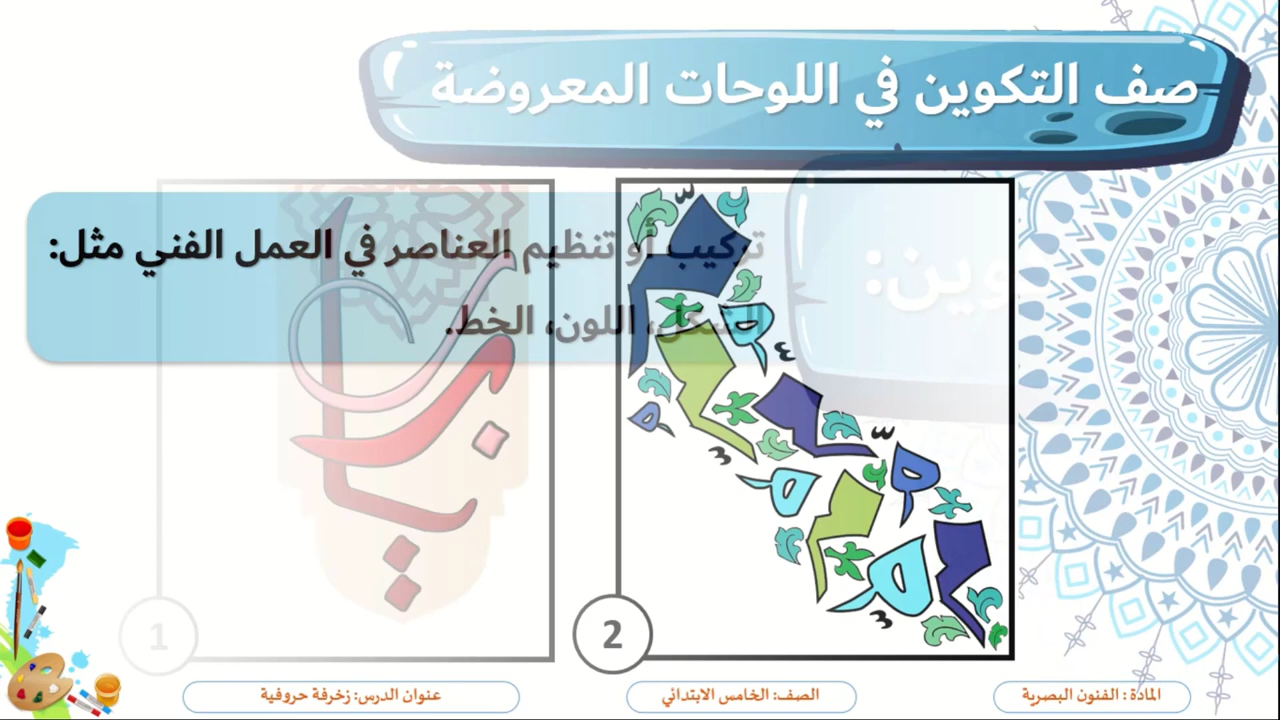 صف التكوين في اللوحات المعروضة
تركيب أو تنظيم العناصر في العمل الفني مثل:
الشكل، اللون، الخط.
2
1
المادة : الفنون البصرية
الصف: الخامس الابتدائي
عنوان الدرس: زخرفة حروفية